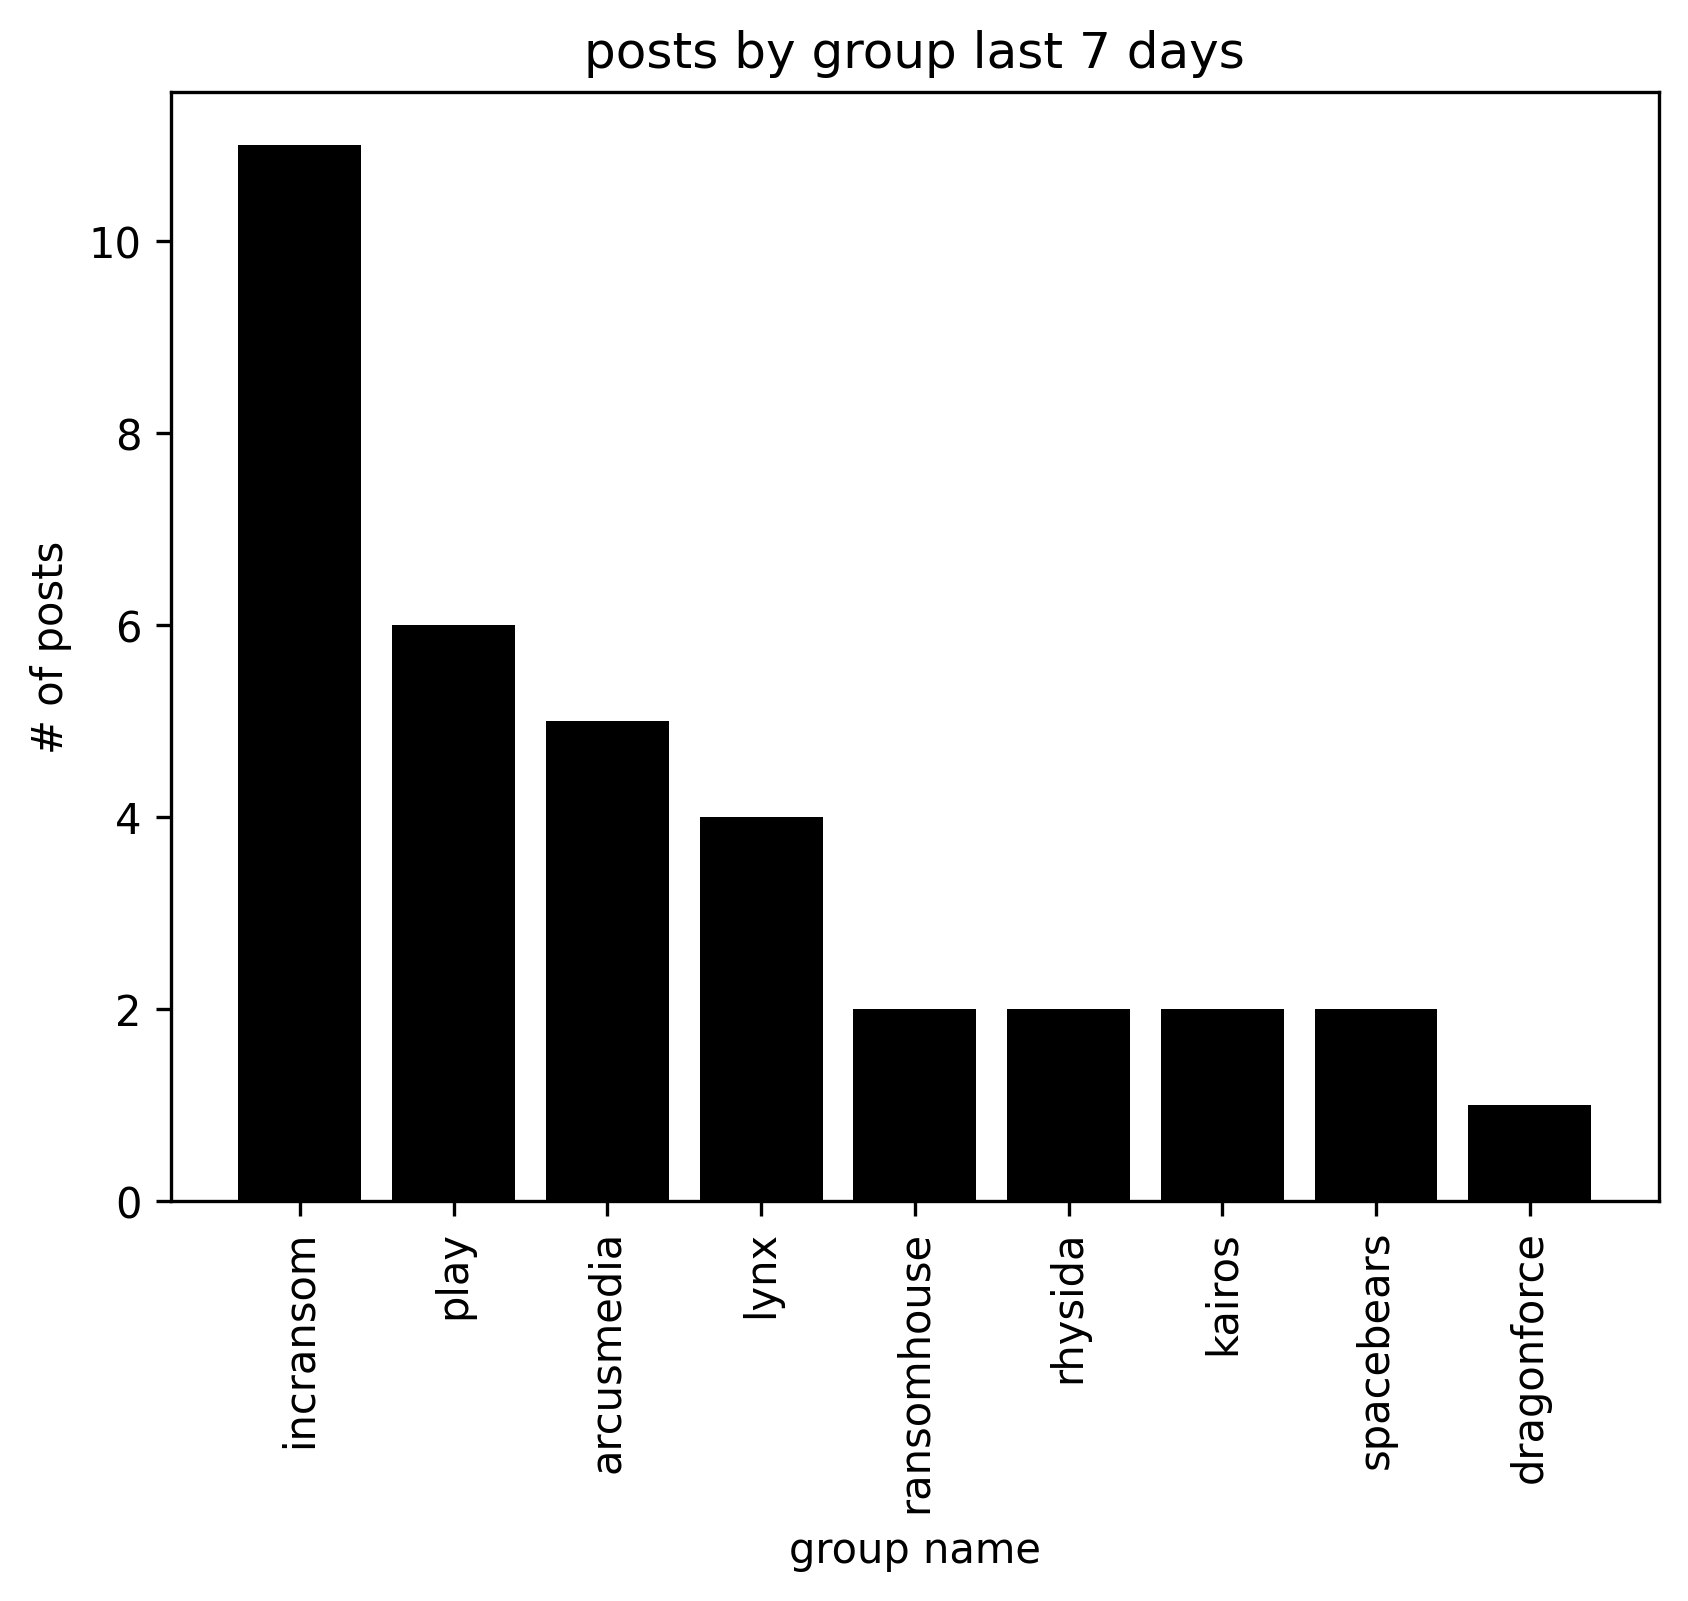 posts by group last 7 days
# of posts
10
8
6
4
2
0
incransom
play
arcusmedia
lynx
ransomhouse
rhysida
kairos
spacebears
dragonforce
group name